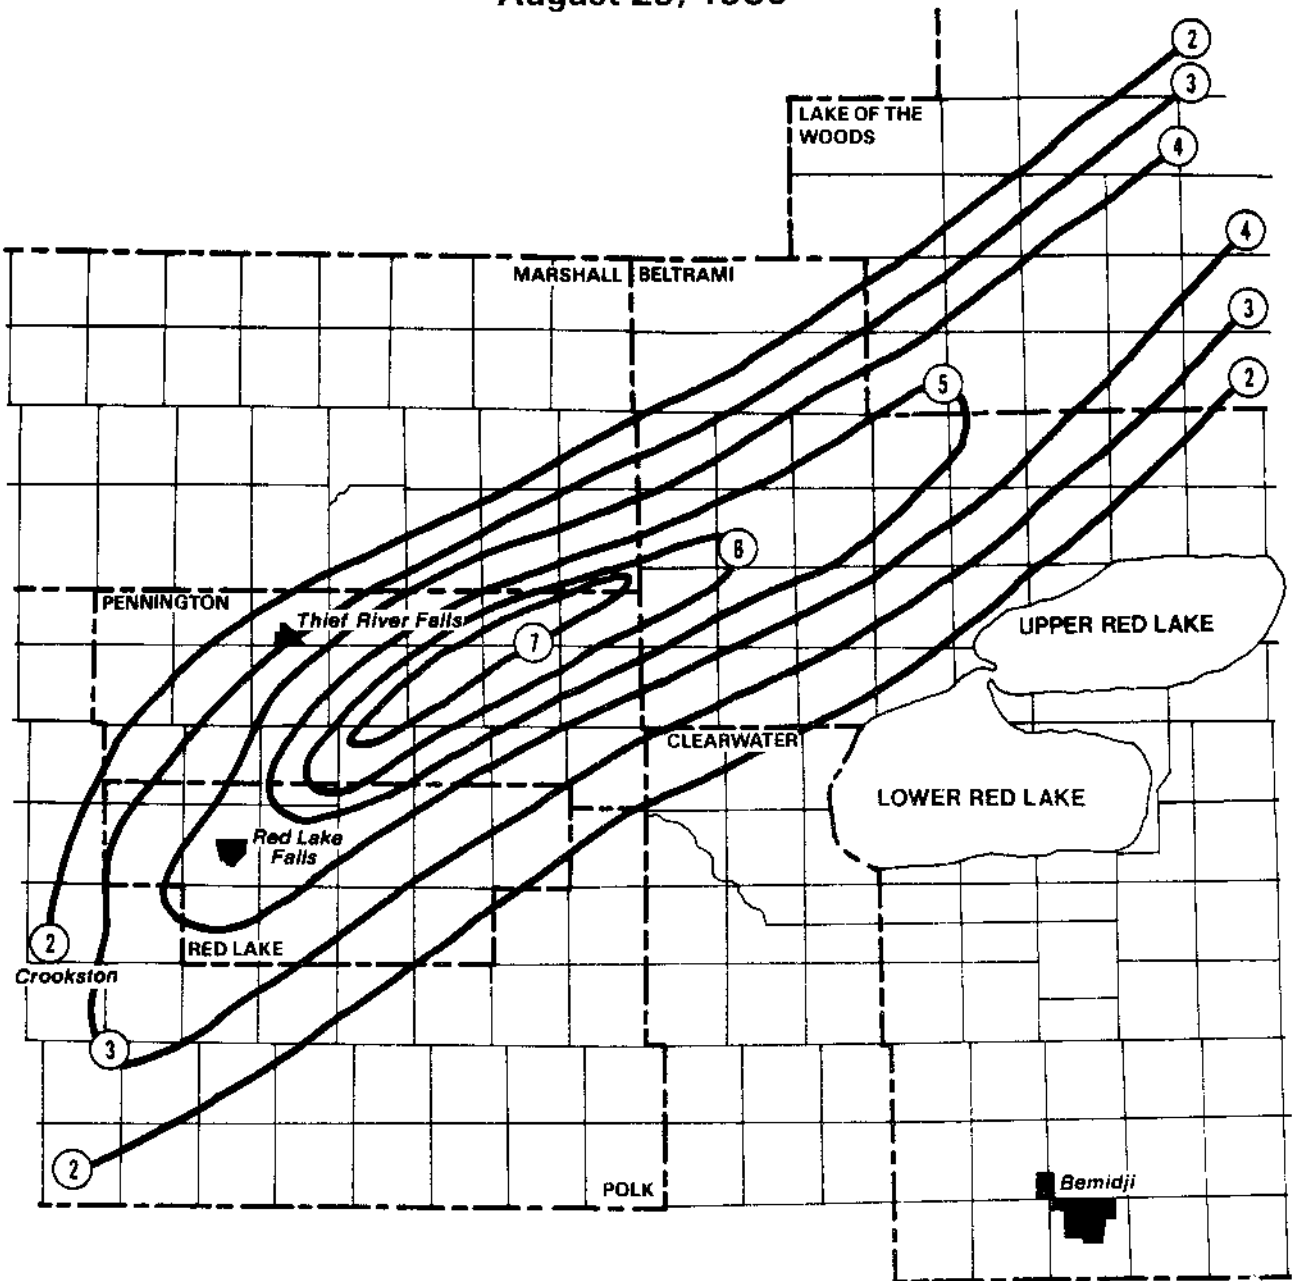 August
2
3
LAKE OF THE
WOODS
4
4
MARSHALL
BELTRAMI
3
2
5
6
PENNINGTON
Thief River Falls
UPPER RED LAKE
7
CLEARWATER
LOWER RED LAKE
Red Lake
Falls
2
RED LAKE
Crookston
3
2
POLK
Bemidji